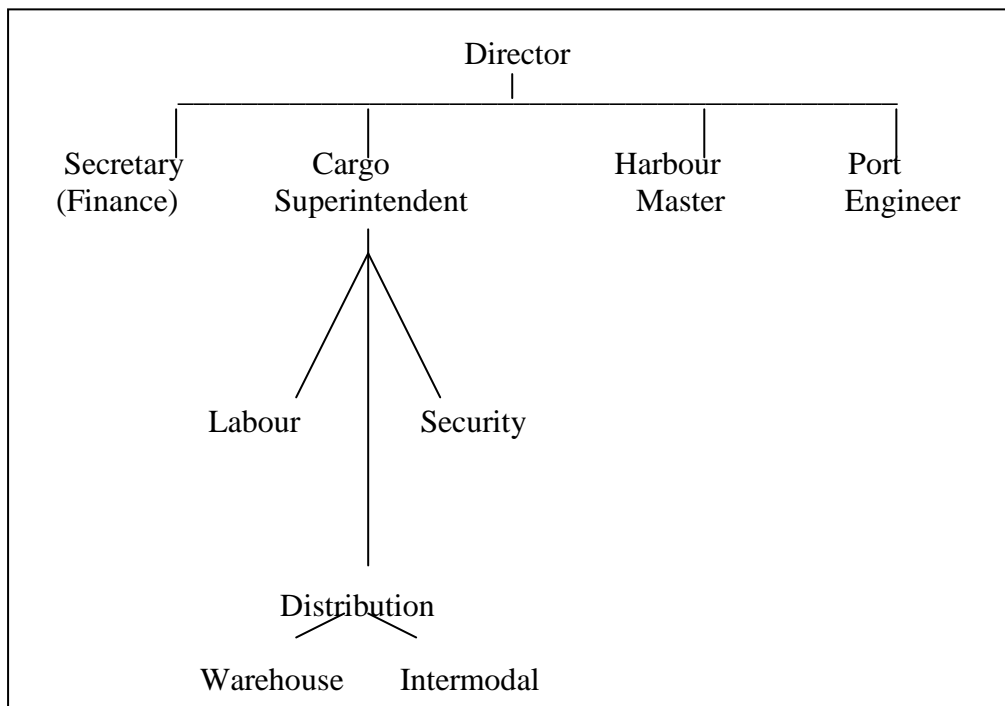 Director
Secretary Cargo Harbour Port
(Finance) Superintendent Master Engineer
Labour Security
Distribution
Warehouse Intermodal